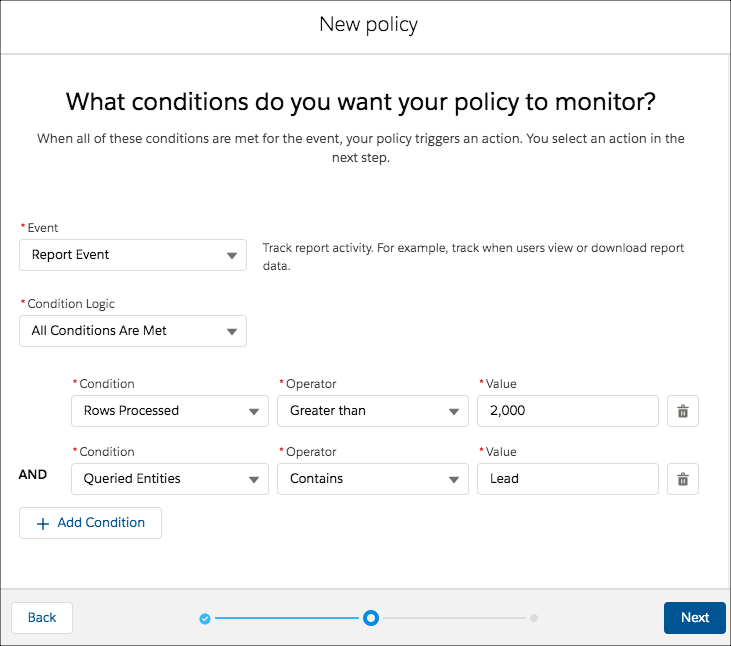 New policy
What conditions do you want your policy to monitor?
When all of these conditions are met for the event, your policy triggers an action. You select an action in the
next step.
* Event
Report Event
Track report activity. For example, track when users view or download report
data.
* Condition Logic
All Conditions Are Met
* Condition * Operator * Value
Rows Processed Greater than 2,000
* Condition * Operator * Value
AND Queried Entities Contains Lead
+ Add Condition
Back Next